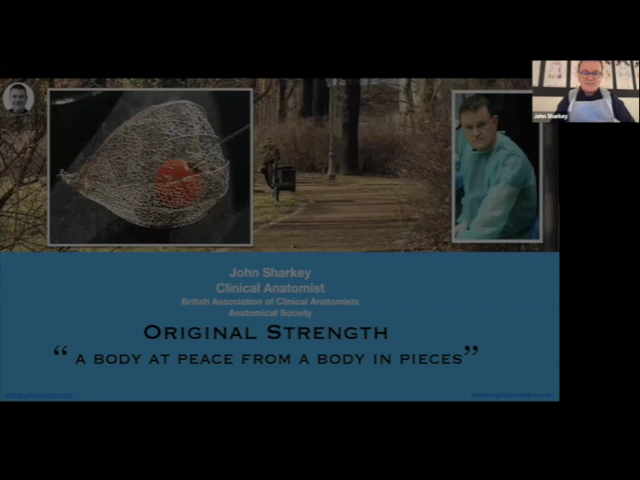 John Sharkey
John Sharkey
Clinical Anatomist
British Association of Clinical Anatomists
Anatomical Society
ORIGINAL STRENGTH
“ A BODY AT PEACE FROM A BODY IN PIECES”